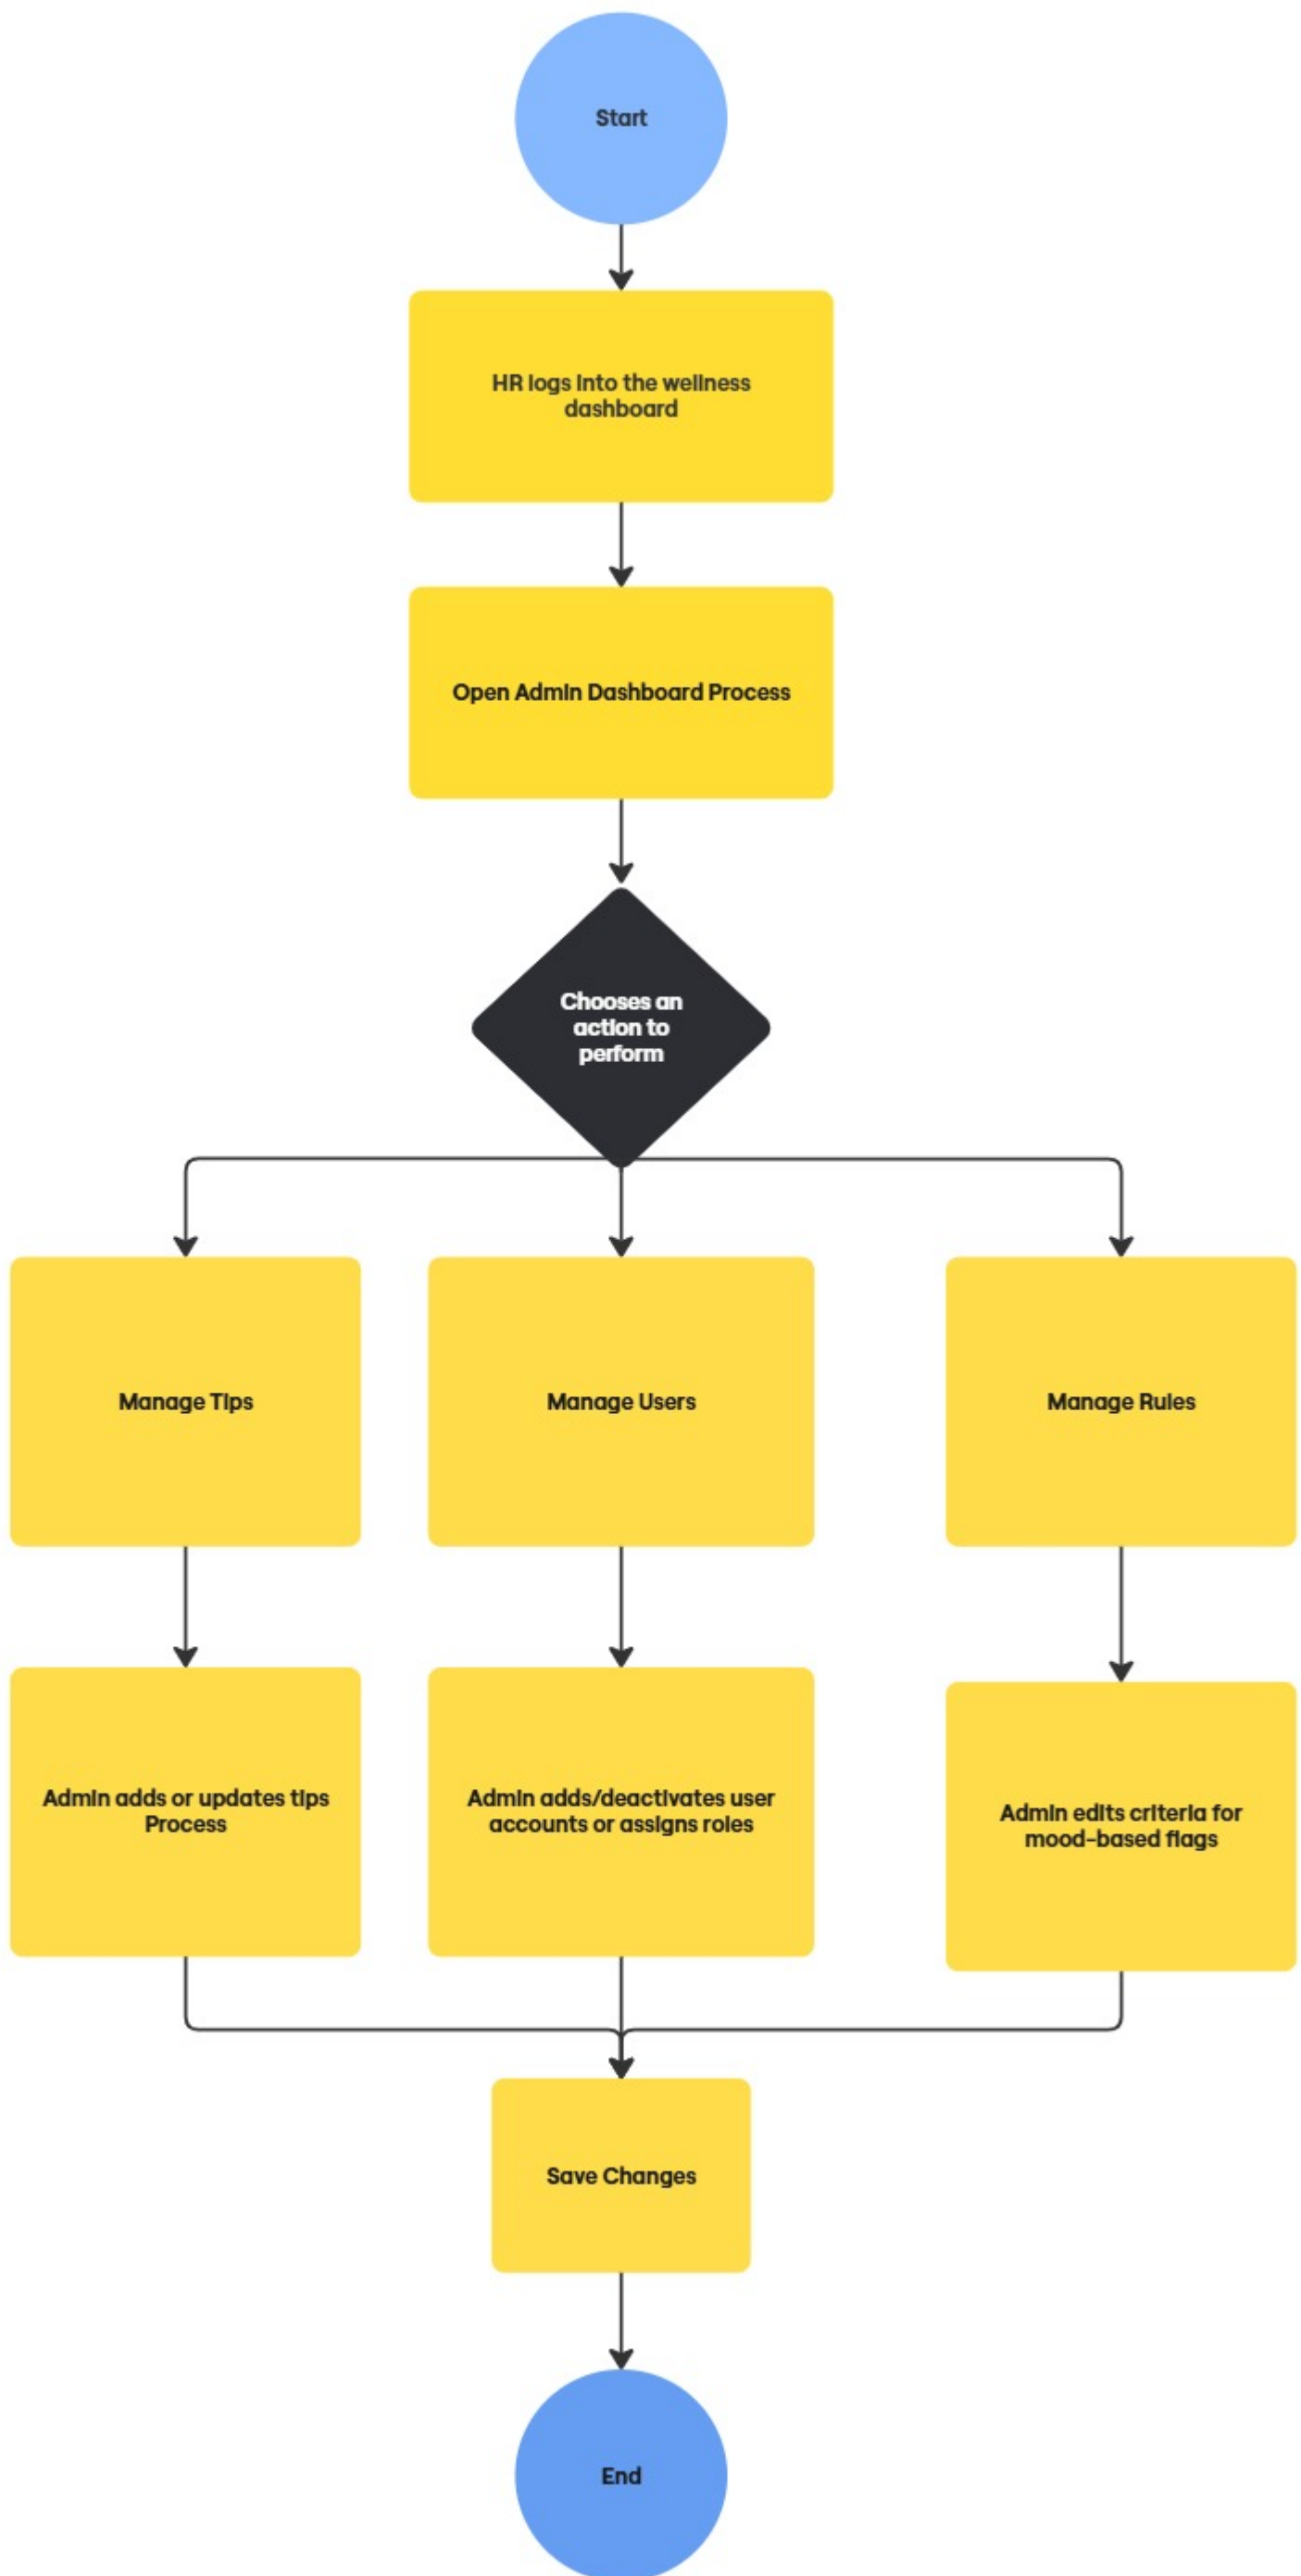 Start
HR logs into the wellness
dashboard
Open Admin Dashboard Process
Chooses an
action to
perform
Manage Tips
Manage Users
Manage Rules
Admin adds or updates tips
Process
Admin adds/deactivates user
accounts or assigns roles
Admin edits criteria for
mood-based flags
Save Changes
End